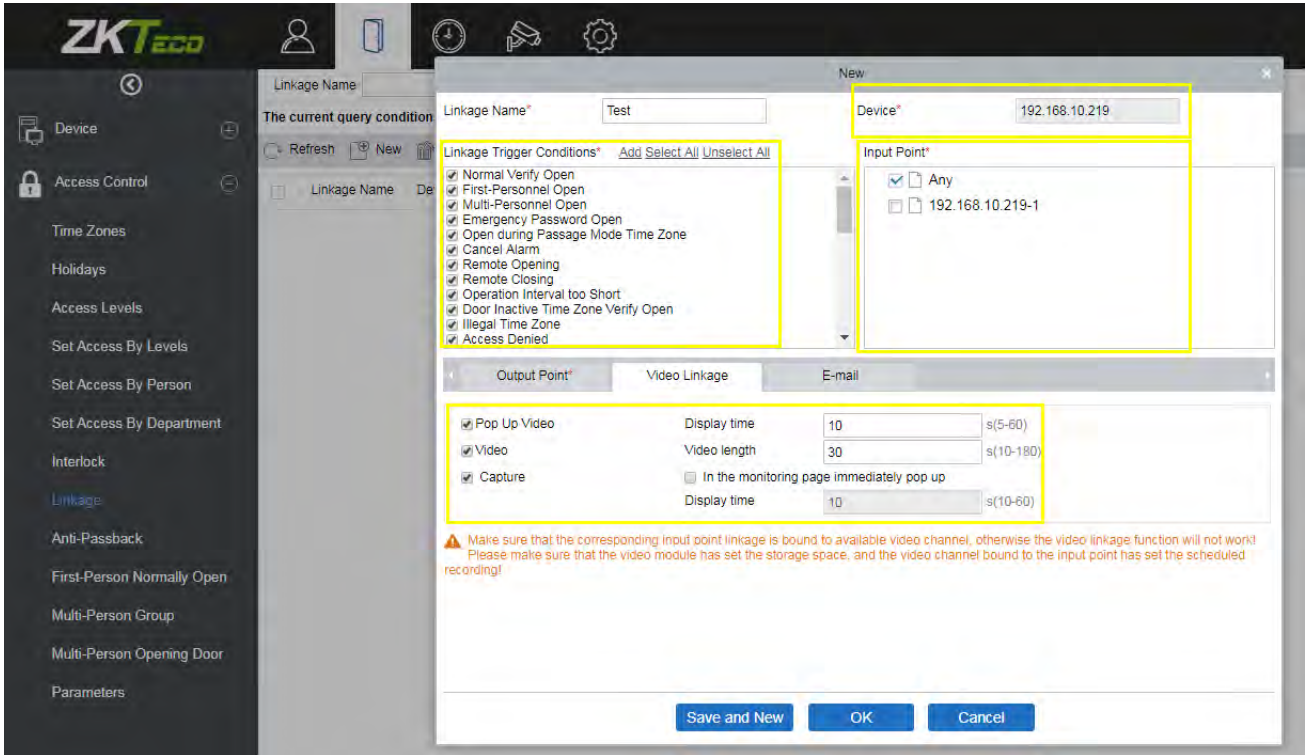 ZKTeco
Device
Access Control
Time Zones
Holidays
Access Levels
Set Access By Levels
Set Access By Person
Set Access By Department
Interlock
Linkage
Anti-Passback
First-Person Normally Open
Multi-Person Group
Multi-Person Opening Door
Parameters
Linkage Name
The current query condition
Refresh New
Linkage Name De
New
Linkage Name* Test Device* 192.168.10.219
Linkage Trigger Conditions* Add Select All Unselect All Input Point*
Normal Verify Open
First-Personnel Open
Multi-Personnel Open
Emergency Password Open
Open during Passage Mode Time Zone
Cancel Alarm
Remote Opening
Remote Closing
Operation Interval too Short
Door Inactive Time Zone Verify Open
Illegal Time Zone
Access Denied
Any
192.168.10.219-1
Output Point* Video Linkage E-mail
Pop Up Video Display time 10 s(5-60)
Video Video length 30 s(10-180)
Capture In the monitoring page immediately pop up
Display time 10 s(10-60)
Make sure that the corresponding input point linkage is bound to available video channel, otherwise the video linkage function will not work!
Please make sure that the video module has set the storage space, and the video channel bound to the input point has set the scheduled
recording!
Save and New OK Cancel